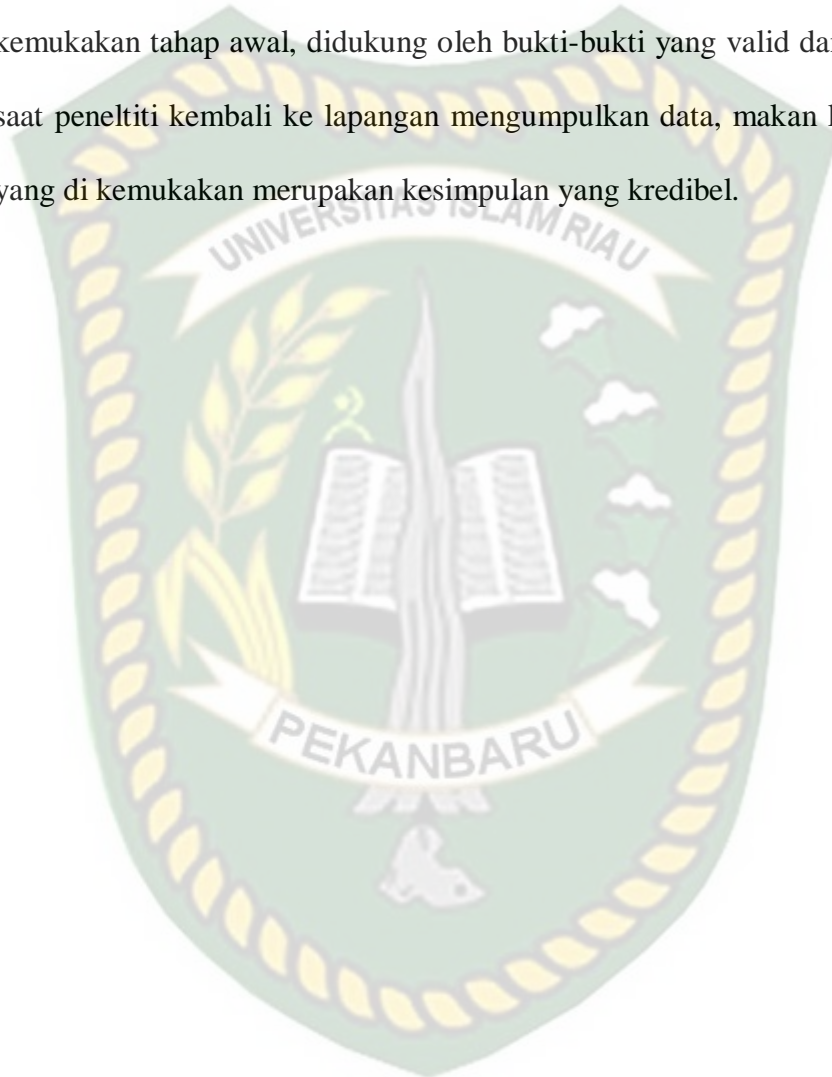 kemukakan tahap awal, didukung oleh bukti-bukti yang valid dan
saat peneltiti kembali ke lapangan mengumpulkan data, makan
yang di kemukakan merupakan kesimpulan yang kredibel.
UNIVERSITAS ISLAM RIAU
PEKANBARU